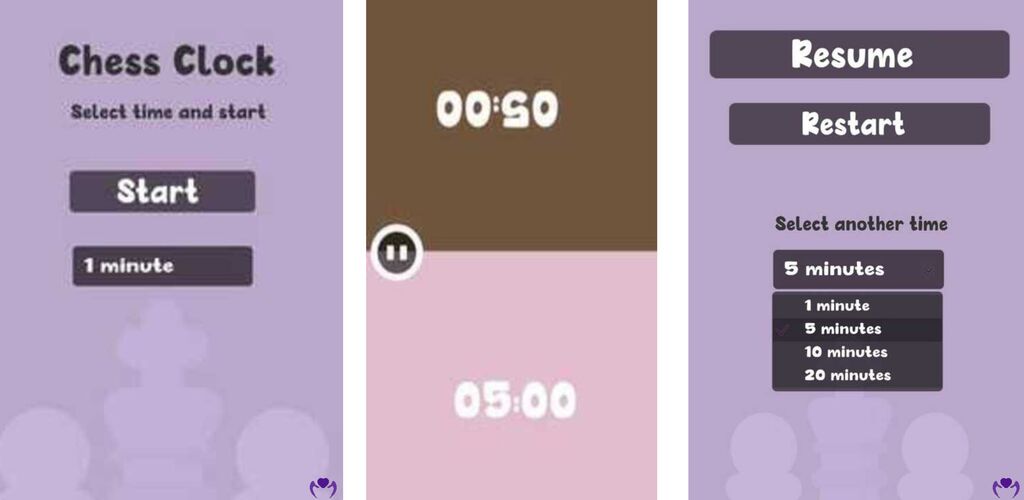 Chess Clock
Select time and start
Start
1 minute
05:00
05:00
Resume
Restart
Select another time
5 minutes
1 minute
5 minutes
10 minutes
20 minutes